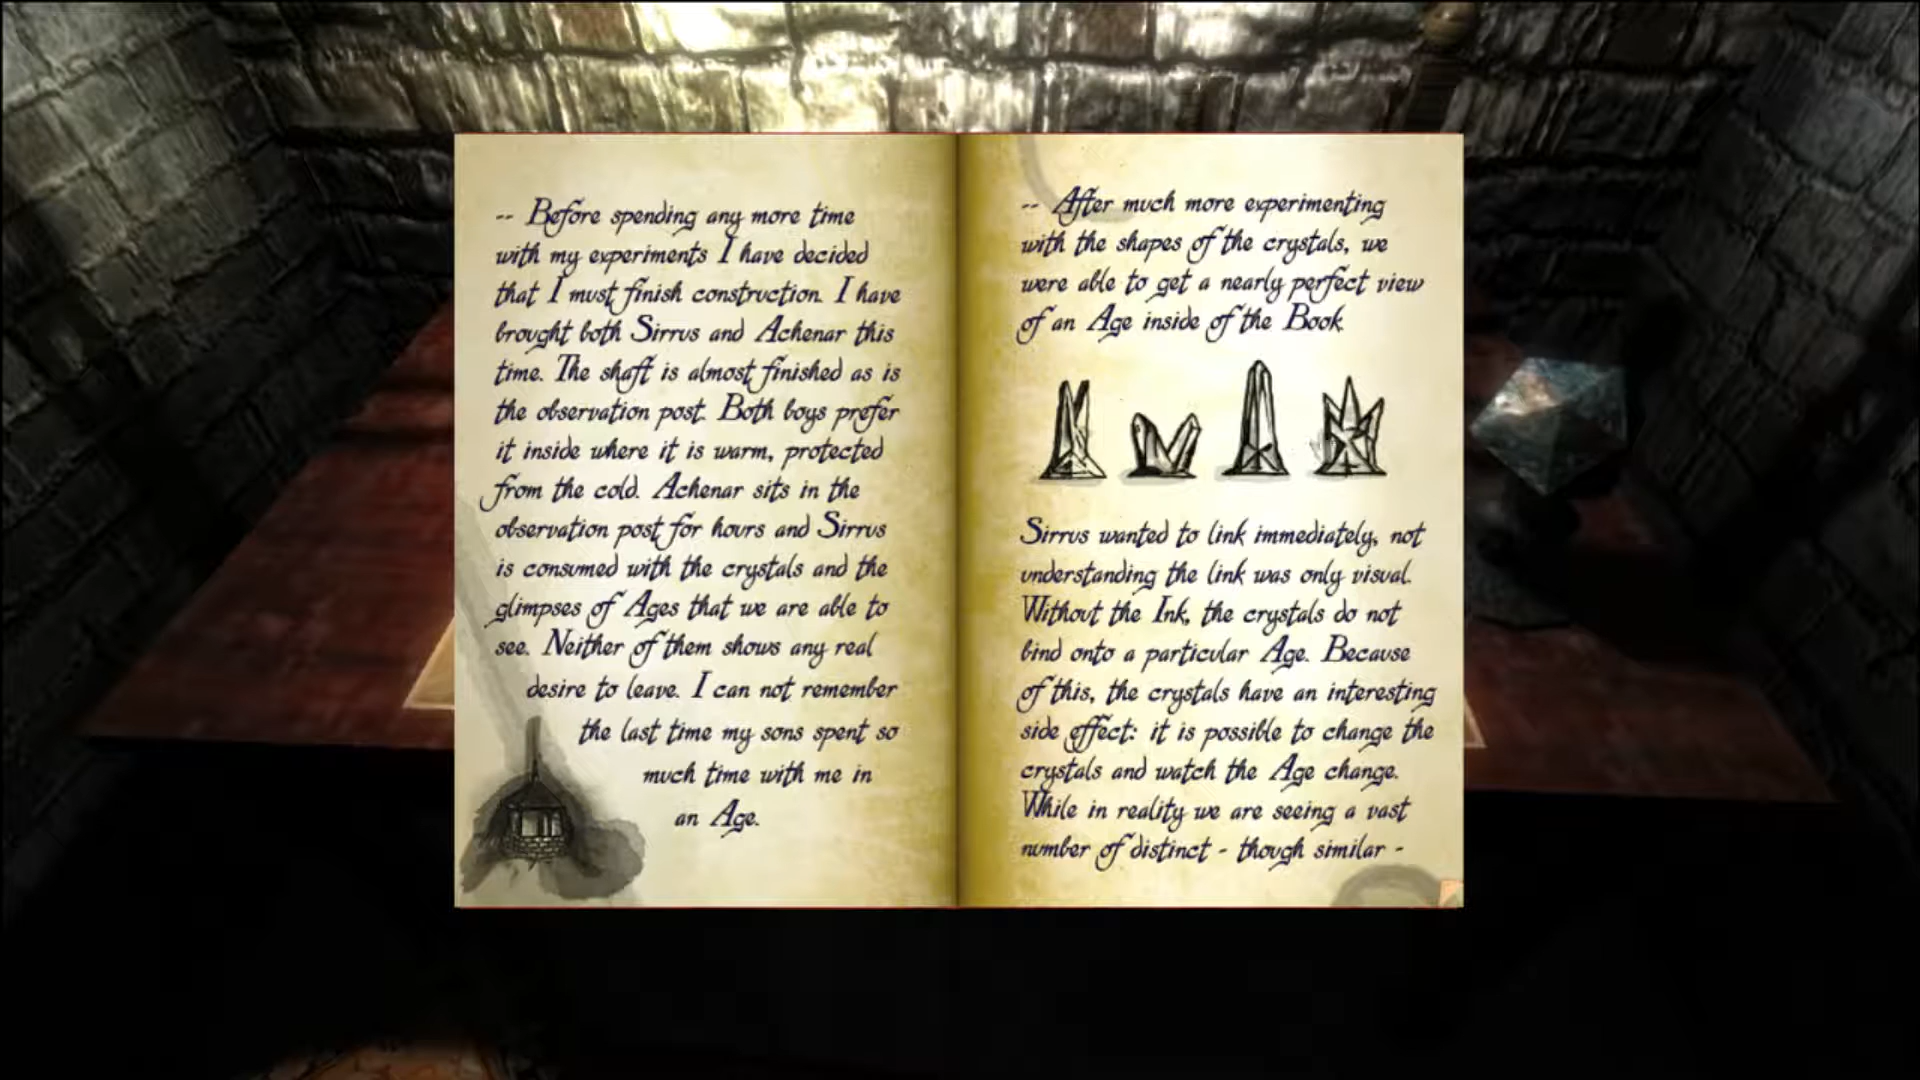 -- Before spending any more time
with my experiments I have decided
that I must finish construction. I have
brought both Sirrus and Achenar this
time. The shaft is almost finished as is
the observation post. Both boys prefer
it inside where it is warm, protected
from the cold. Achenar sits in the
observation post for hours and Sirrus
is consumed with the crystals and the
glimpses of Ages that we are able to
see. Neither of them shows any real
desire to leave. I can not remember
the last time my sons spent so
much time with me in
an Age.
-- After much more experimenting
with the shapes of the crystals, we
were able to get a nearly perfect view
of an Age inside of the Book.
Sirrus wanted to link immediately, not
understanding the link was only visual.
Without the Ink, the crystals do not
bind onto a particular Age. Because
of this, the crystals have an interesting
side effect: it is possible to change the
crystals and watch the Age change.
While in reality we are seeing a vast
number of distinct - though similar -